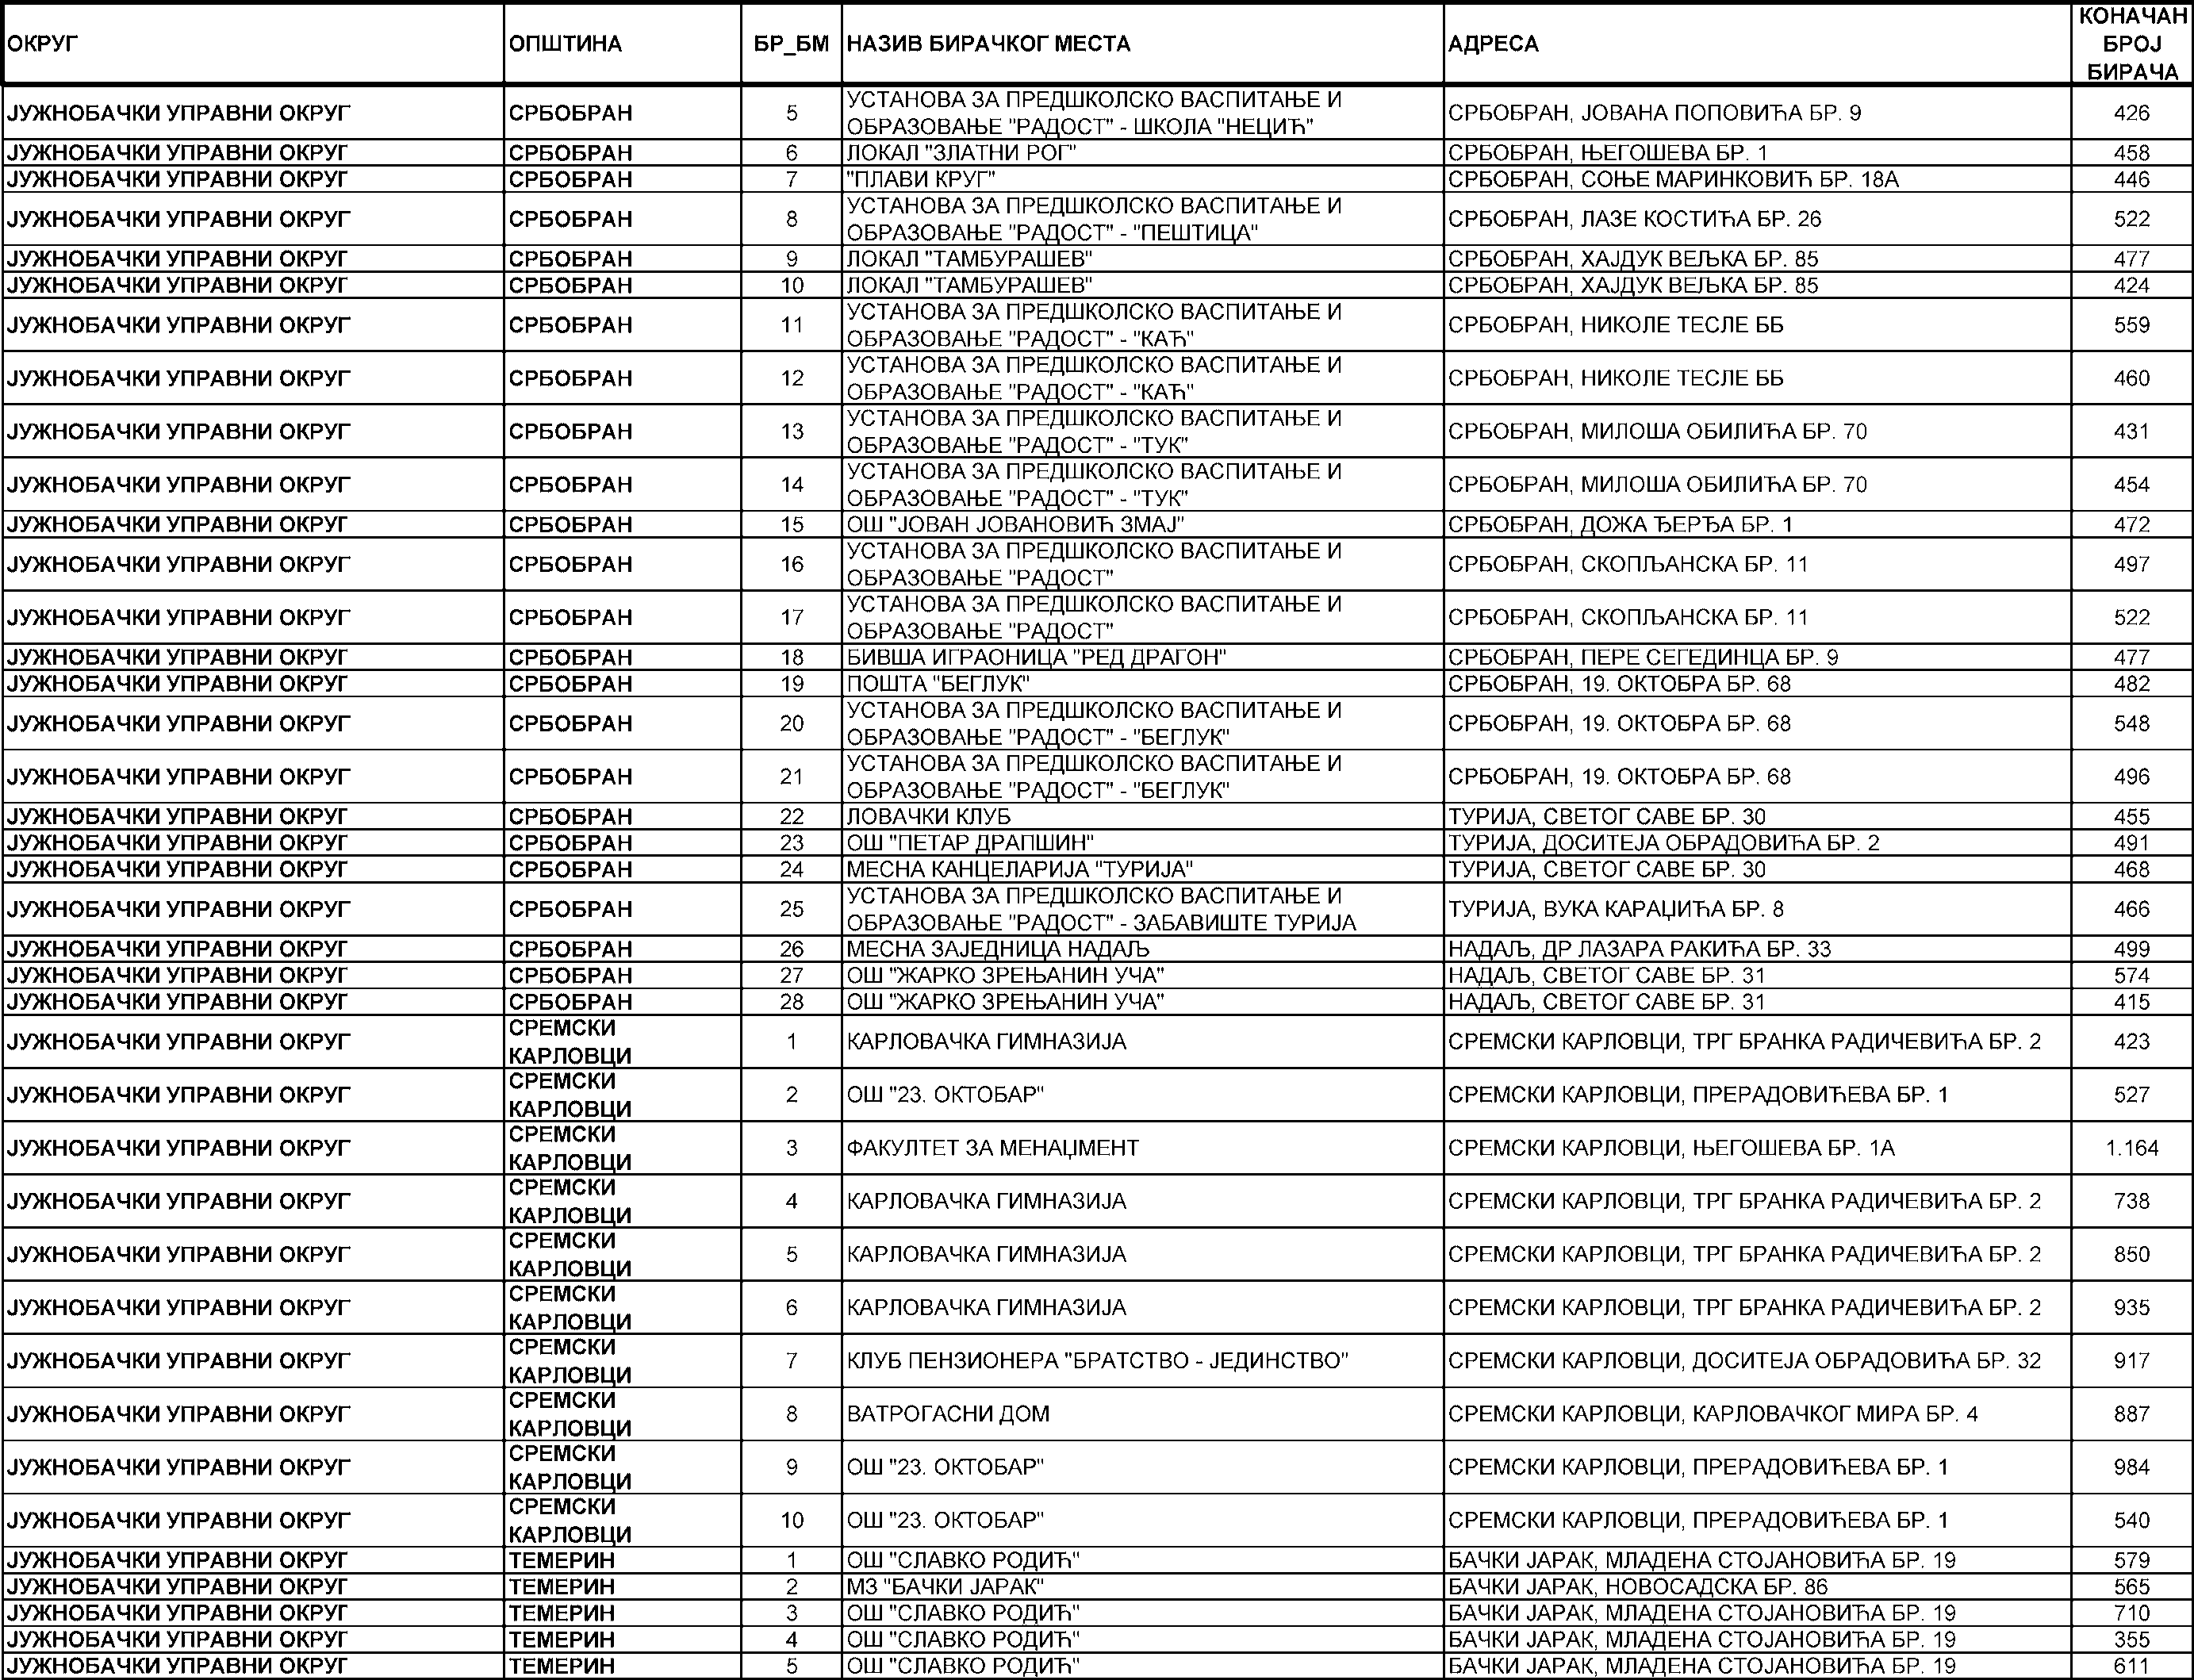 ОКРУГ ОПШТИНА БР_БМ НАЗИВ БИРАЧКОГ МЕСТА АДРЕСА КОНАЧАН БРОЈ БИРАЧА
ЈУЖНОБАЧКИ УПРАВНИ ОКРУГ СРБОБРАН 5 УСТАНОВА ЗА ПРЕДШКОЛСКО ВАСПИТАЊЕ И ОБРАЗОВАЊЕ "РАДОСТ" - ШКОЛА "НЕЦИЋ" СРБОБРАН, ЈОВАНА ПОПОВИЋА БР. 9 426
ЈУЖНОБАЧКИ УПРАВНИ ОКРУГ СРБОБРАН 6 ЛОКАЛ "ЗЛАТНИ РОГ" СРБОБРАН, ЊЕГОШЕВА БР. 1 458
ЈУЖНОБАЧКИ УПРАВНИ ОКРУГ СРБОБРАН 7 "ПЛАВИ КРУГ" СРБОБРАН, СОЊЕ МАРИНКОВИЋ БР. 18А 446
ЈУЖНОБАЧКИ УПРАВНИ ОКРУГ СРБОБРАН 8 УСТАНОВА ЗА ПРЕДШКОЛСКО ВАСПИТАЊЕ И ОБРАЗОВАЊЕ "РАДОСТ" - "ПЕШТИЦА" СРБОБРАН, ЛАЗЕ КОСТИЋА БР. 26 522
ЈУЖНОБАЧКИ УПРАВНИ ОКРУГ СРБОБРАН 9 ЛОКАЛ "ТАМБУРАШЕВ" СРБОБРАН, ХАЈДУК ВЕЉКА БР. 85 477
ЈУЖНОБАЧКИ УПРАВНИ ОКРУГ СРБОБРАН 10 ЛОКАЛ "ТАМБУРАШЕВ" СРБОБРАН, ХАЈДУК ВЕЉКА БР. 85 424
ЈУЖНОБАЧКИ УПРАВНИ ОКРУГ СРБОБРАН 11 УСТАНОВА ЗА ПРЕДШКОЛСКО ВАСПИТАЊЕ И ОБРАЗОВАЊЕ "РАДОСТ" - "КАЋ" СРБОБРАН, НИКОЛЕ ТЕСЛЕ ББ 559
ЈУЖНОБАЧКИ УПРАВНИ ОКРУГ СРБОБРАН 12 УСТАНОВА ЗА ПРЕДШКОЛСКО ВАСПИТАЊЕ И ОБРАЗОВАЊЕ "РАДОСТ" - "КАЋ" СРБОБРАН, НИКОЛЕ ТЕСЛЕ ББ 460
ЈУЖНОБАЧКИ УПРАВНИ ОКРУГ СРБОБРАН 13 УСТАНОВА ЗА ПРЕДШКОЛСКО ВАСПИТАЊЕ И ОБРАЗОВАЊЕ "РАДОСТ" - "ТУК" СРБОБРАН, МИЛОША ОБИЛИЋА БР. 70 431
ЈУЖНОБАЧКИ УПРАВНИ ОКРУГ СРБОБРАН 14 УСТАНОВА ЗА ПРЕДШКОЛСКО ВАСПИТАЊЕ И ОБРАЗОВАЊЕ "РАДОСТ" - "ТУК" СРБОБРАН, МИЛОША ОБИЛИЋА БР. 70 454
ЈУЖНОБАЧКИ УПРАВНИ ОКРУГ СРБОБРАН 15 ОШ "ЈОВАН ЈОВАНОВИЋ ЗМАЈ" СРБОБРАН, ДОЖА ЂЕРЂА БР. 1 472
ЈУЖНОБАЧКИ УПРАВНИ ОКРУГ СРБОБРАН 16 УСТАНОВА ЗА ПРЕДШКОЛСКО ВАСПИТАЊЕ И ОБРАЗОВАЊЕ "РАДОСТ" СРБОБРАН, СКОПЉАНСКА БР. 11 497
ЈУЖНОБАЧКИ УПРАВНИ ОКРУГ СРБОБРАН 17 УСТАНОВА ЗА ПРЕДШКОЛСКО ВАСПИТАЊЕ И ОБРАЗОВАЊЕ "РАДОСТ" СРБОБРАН, СКОПЉАНСКА БР. 11 522
ЈУЖНОБАЧКИ УПРАВНИ ОКРУГ СРБОБРАН 18 БИВША ИГРАОНИЦА "РЕД ДРАГОН" СРБОБРАН, ПЕРЕ СЕГЕДИНЦА БР. 9 477
ЈУЖНОБАЧКИ УПРАВНИ ОКРУГ СРБОБРАН 19 ПОШТА "БЕГЛУК" СРБОБРАН, 19. ОКТОБРА БР. 68 482
ЈУЖНОБАЧКИ УПРАВНИ ОКРУГ СРБОБРАН 20 УСТАНОВА ЗА ПРЕДШКОЛСКО ВАСПИТАЊЕ И ОБРАЗОВАЊЕ "РАДОСТ" - "БЕГЛУК" СРБОБРАН, 19. ОКТОБРА БР. 68 548
ЈУЖНОБАЧКИ УПРАВНИ ОКРУГ СРБОБРАН 21 УСТАНОВА ЗА ПРЕДШКОЛСКО ВАСПИТАЊЕ И ОБРАЗОВАЊЕ "РАДОСТ" - "БЕГЛУК" СРБОБРАН, 19. ОКТОБРА БР. 68 496
ЈУЖНОБАЧКИ УПРАВНИ ОКРУГ СРБОБРАН 22 ЛОВАЧКИ КЛУБ ТУРИЈА, СВЕТОГ САВЕ БР. 30 455
ЈУЖНОБАЧКИ УПРАВНИ ОКРУГ СРБОБРАН 23 ОШ "ПЕТАР ДРАПШИН" ТУРИЈА, ДОСИТЕЈА ОБРАДОВИЋА БР. 2 491
ЈУЖНОБАЧКИ УПРАВНИ ОКРУГ СРБОБРАН 24 МЕСНА КАНЦЕЛАРИЈА "ТУРИЈА" ТУРИЈА, СВЕТОГ САВЕ БР. 30 468
ЈУЖНОБАЧКИ УПРАВНИ ОКРУГ СРБОБРАН 25 УСТАНОВА ЗА ПРЕДШКОЛСКО ВАСПИТАЊЕ И ОБРАЗОВАЊЕ "РАДОСТ" - ЗАБАВИШТЕ ТУРИЈА ТУРИЈА, ВУКА КАРАЏИЋА БР. 8 466
ЈУЖНОБАЧКИ УПРАВНИ ОКРУГ СРБОБРАН 26 МЕСНА ЗАЈЕДНИЦА НАДАЉ НАДАЉ, ДР ЛАЗАРА РАКИЋА БР. 33 499
ЈУЖНОБАЧКИ УПРАВНИ ОКРУГ СРБОБРАН 27 ОШ "ЖАРКО ЗРЕЊАНИН УЧА" НАДАЉ, СВЕТОГ САВЕ БР. 31 574
ЈУЖНОБАЧКИ УПРАВНИ ОКРУГ СРБОБРАН 28 ОШ "ЖАРКО ЗРЕЊАНИН УЧА" НАДАЉ, СВЕТОГ САВЕ БР. 31 415
ЈУЖНОБАЧКИ УПРАВНИ ОКРУГ СРЕМСКИ КАРЛОВЦИ 1 КАРЛОВАЧКА ГИМНАЗИЈА СРЕМСКИ КАРЛОВЦИ, ТРГ БРАНКА РАДИЧЕВИЋА БР. 2 423
ЈУЖНОБАЧКИ УПРАВНИ ОКРУГ СРЕМСКИ КАРЛОВЦИ 2 ОШ "23. ОКТОБАР" СРЕМСКИ КАРЛОВЦИ, ПРЕРАДОВИЋЕВА БР. 1 527
ЈУЖНОБАЧКИ УПРАВНИ ОКРУГ СРЕМСКИ КАРЛОВЦИ 3 ФАКУЛТЕТ ЗА МЕНАЏМЕНТ СРЕМСКИ КАРЛОВЦИ, ЊЕГОШЕВА БР. 1А 1.164
ЈУЖНОБАЧКИ УПРАВНИ ОКРУГ СРЕМСКИ КАРЛОВЦИ 4 КАРЛОВАЧКА ГИМНАЗИЈА СРЕМСКИ КАРЛОВЦИ, ТРГ БРАНКА РАДИЧЕВИЋА БР. 2 738
ЈУЖНОБАЧКИ УПРАВНИ ОКРУГ СРЕМСКИ КАРЛОВЦИ 5 КАРЛОВАЧКА ГИМНАЗИЈА СРЕМСКИ КАРЛОВЦИ, ТРГ БРАНКА РАДИЧЕВИЋА БР. 2 850
ЈУЖНОБАЧКИ УПРАВНИ ОКРУГ СРЕМСКИ КАРЛОВЦИ 6 КАРЛОВАЧКА ГИМНАЗИЈА СРЕМСКИ КАРЛОВЦИ, ТРГ БРАНКА РАДИЧЕВИЋА БР. 2 935
ЈУЖНОБАЧКИ УПРАВНИ ОКРУГ СРЕМСКИ КАРЛОВЦИ 7 КЛУБ ПЕНЗИОНЕРА "БРАТСТВО - ЈЕДИНСТВО" СРЕМСКИ КАРЛОВЦИ, ДОСИТЕЈА ОБРАДОВИЋА БР. 32 917
ЈУЖНОБАЧКИ УПРАВНИ ОКРУГ СРЕМСКИ КАРЛОВЦИ 8 ВАТРОГАСНИ ДОМ СРЕМСКИ КАРЛОВЦИ, КАРЛОВАЧКОГ МИРА БР. 4 887
ЈУЖНОБАЧКИ УПРАВНИ ОКРУГ СРЕМСКИ КАРЛОВЦИ 9 ОШ "23. ОКТОБАР" СРЕМСКИ КАРЛОВЦИ, ПРЕРАДОВИЋЕВА БР. 1 984
ЈУЖНОБАЧКИ УПРАВНИ ОКРУГ СРЕМСКИ КАРЛОВЦИ 10 ОШ "23. ОКТОБАР" СРЕМСКИ КАРЛОВЦИ, ПРЕРАДОВИЋЕВА БР. 1 540
ЈУЖНОБАЧКИ УПРАВНИ ОКРУГ ТЕМЕРИН 1 ОШ "СЛАВКО РОДИЋ" БАЧКИ ЈАРАК, МЛАДЕНА СТОЈАНОВИЋА БР. 19 579
ЈУЖНОБАЧКИ УПРАВНИ ОКРУГ ТЕМЕРИН 2 МЗ "БАЧКИ ЈАРАК" БАЧКИ ЈАРАК, НОВОСАДСКА БР. 86 565
ЈУЖНОБАЧКИ УПРАВНИ ОКРУГ ТЕМЕРИН 3 ОШ "СЛАВКО РОДИЋ" БАЧКИ ЈАРАК, МЛАДЕНА СТОЈАНОВИЋА БР. 19 710
ЈУЖНОБАЧКИ УПРАВНИ ОКРУГ ТЕМЕРИН 4 ОШ "СЛАВКО РОДИЋ" БАЧКИ ЈАРАК, МЛАДЕНА СТОЈАНОВИЋА БР. 19 355
ЈУЖНОБАЧКИ УПРАВНИ ОКРУГ ТЕМЕРИН 5 ОШ "СЛАВКО РОДИЋ" БАЧКИ ЈАРАК, МЛАДЕНА СТОЈАНОВИЋА БР. 19 611